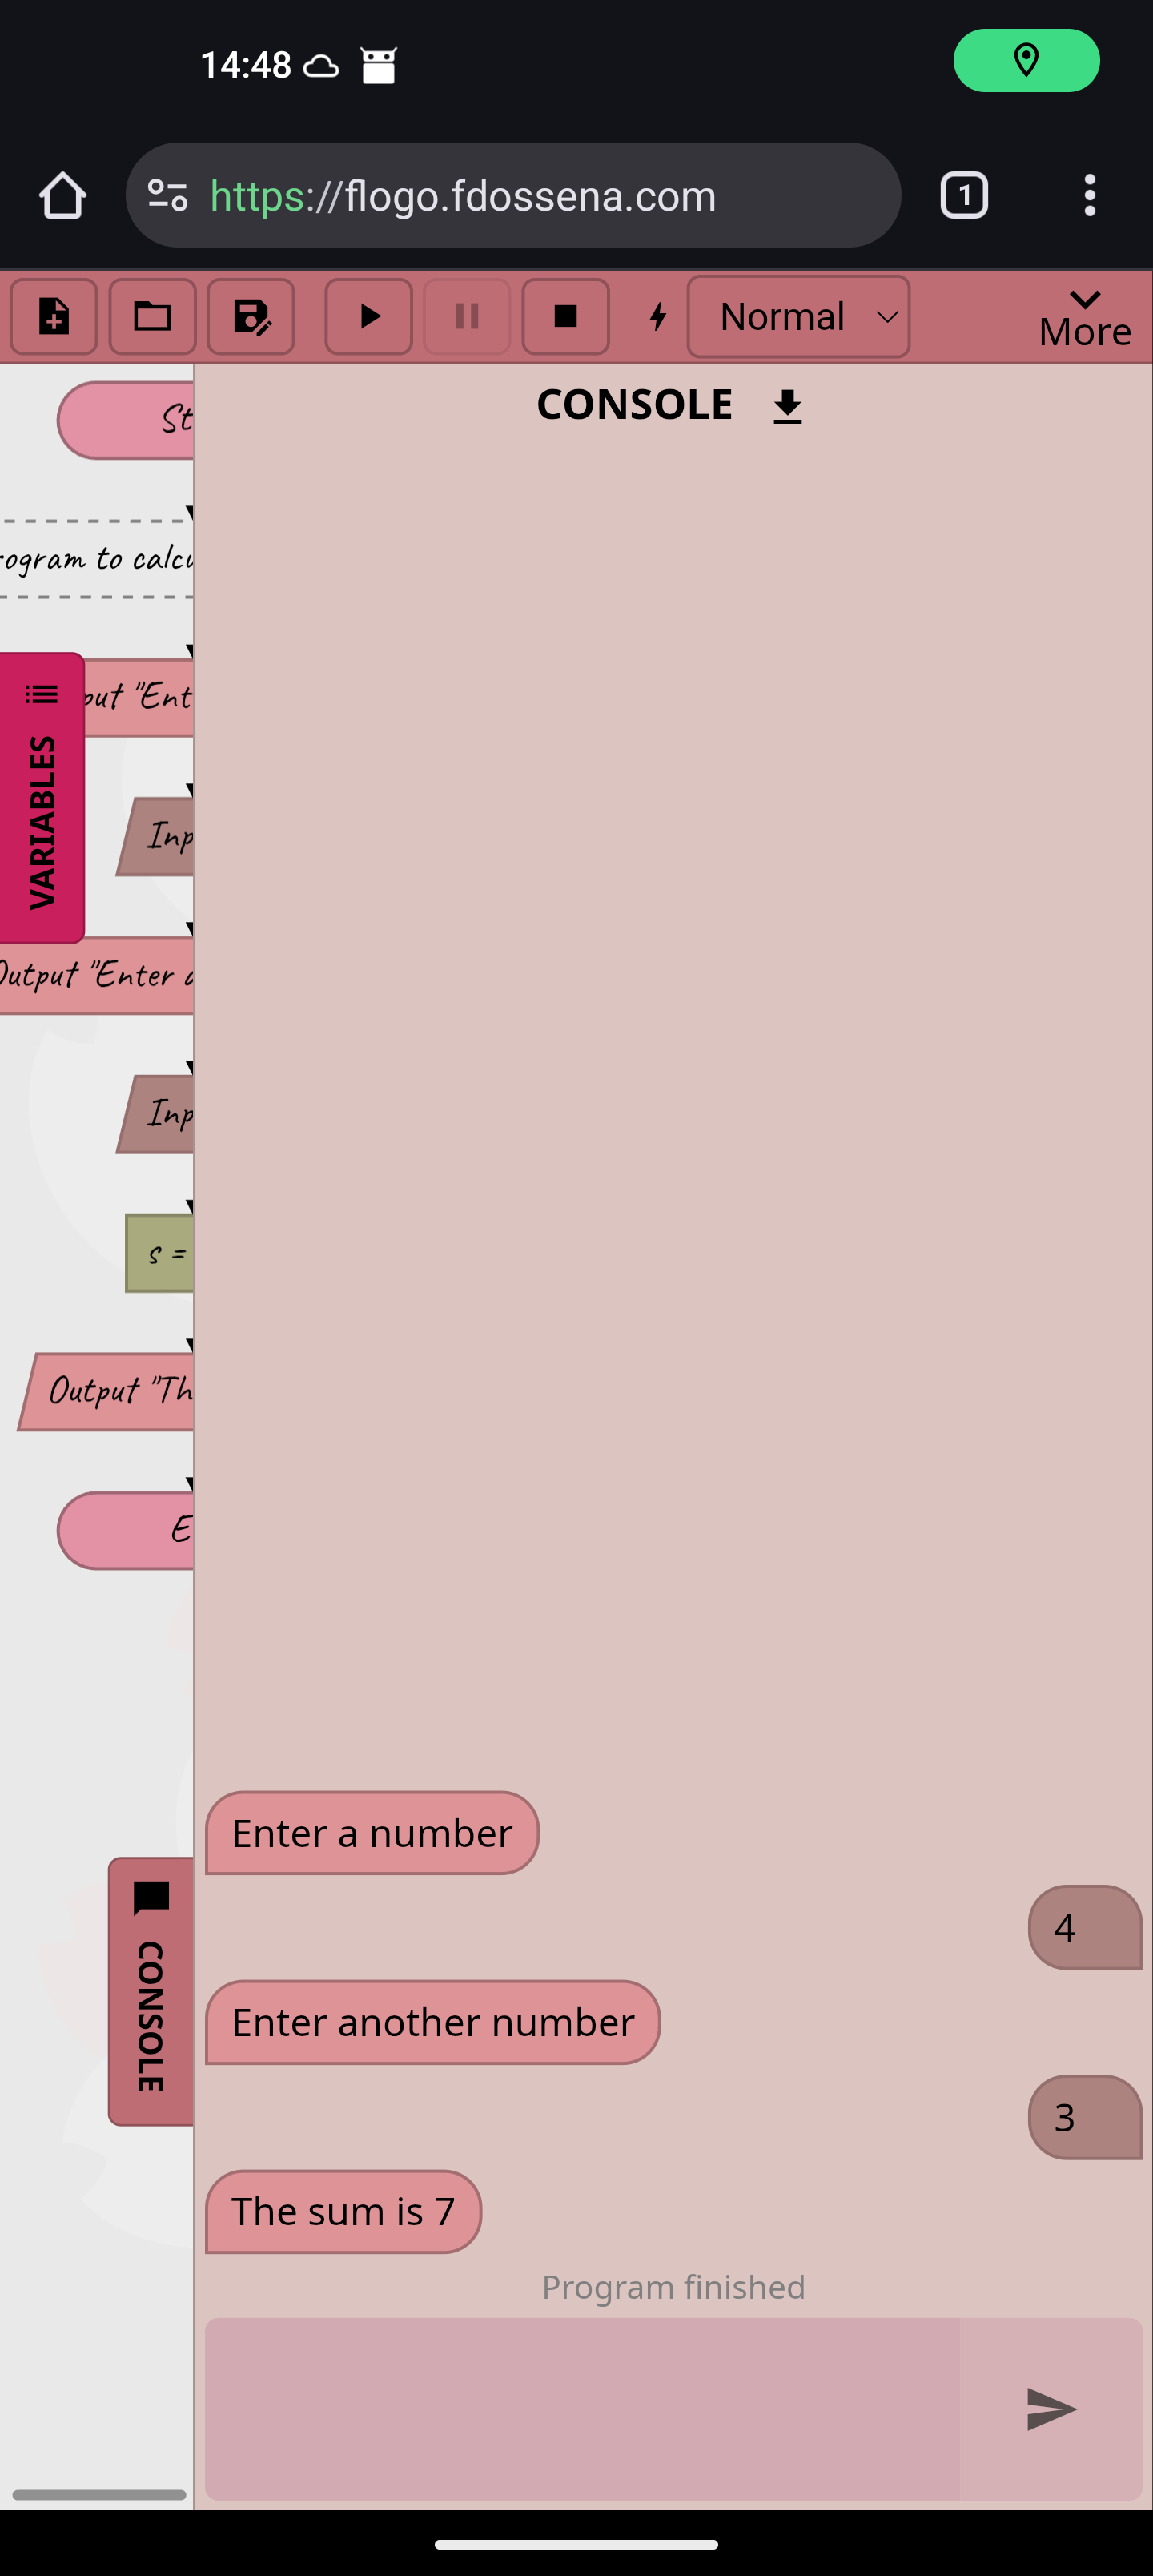 14:48
https://flogo.fdossena.com
1
Normal
More
CONSOLE
St
rogram to calcu
VARIABLES
put "Ent
Inp
Output "Enter a
Inp
s =
Output "Th
E
Enter a number
4
CONSOLE
Enter another number
3
The sum is 7
Program finished